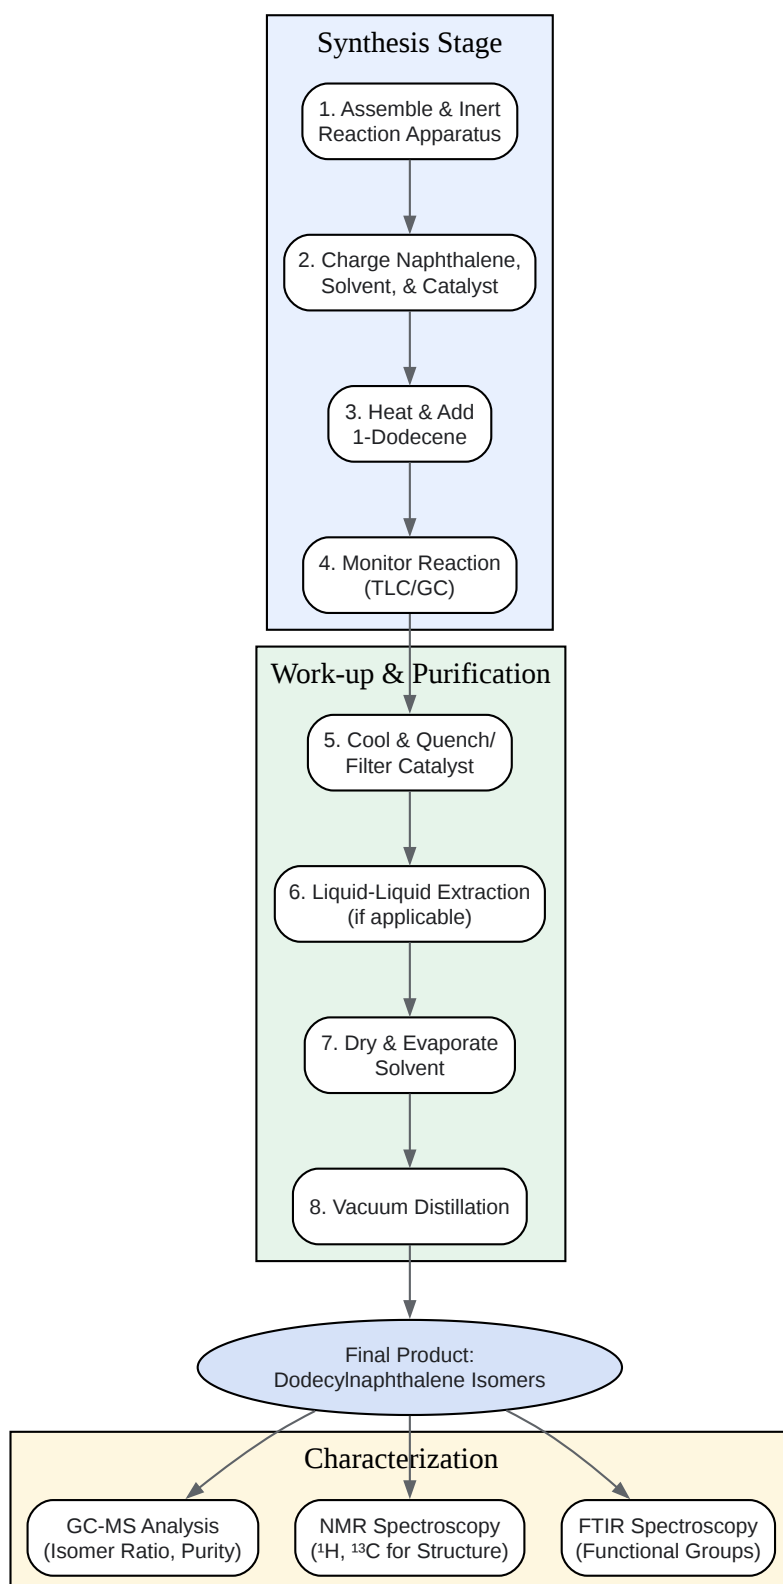 Synthesis Stage
1. Assemble & Inert
Reaction Apparatus
2. Charge Naphthalene,
Solvent, & Catalyst
3. Heat & Add
1-Dodecene
4. Monitor Reaction
(TLC/GC)
Work-up & Purification
5. Cool & Quench/
Filter Catalyst
6. Liquid-Liquid Extraction
(if applicable)
7. Dry & Evaporate
Solvent
8. Vacuum Distillation
Final Product:
Dodecylnaphthalene Isomers
Characterization
GC-MS Analysis
(Isomer Ratio, Purity)
NMR Spectroscopy
(¹H, ¹³C for Structure)
FTIR Spectroscopy
(Functional Groups)